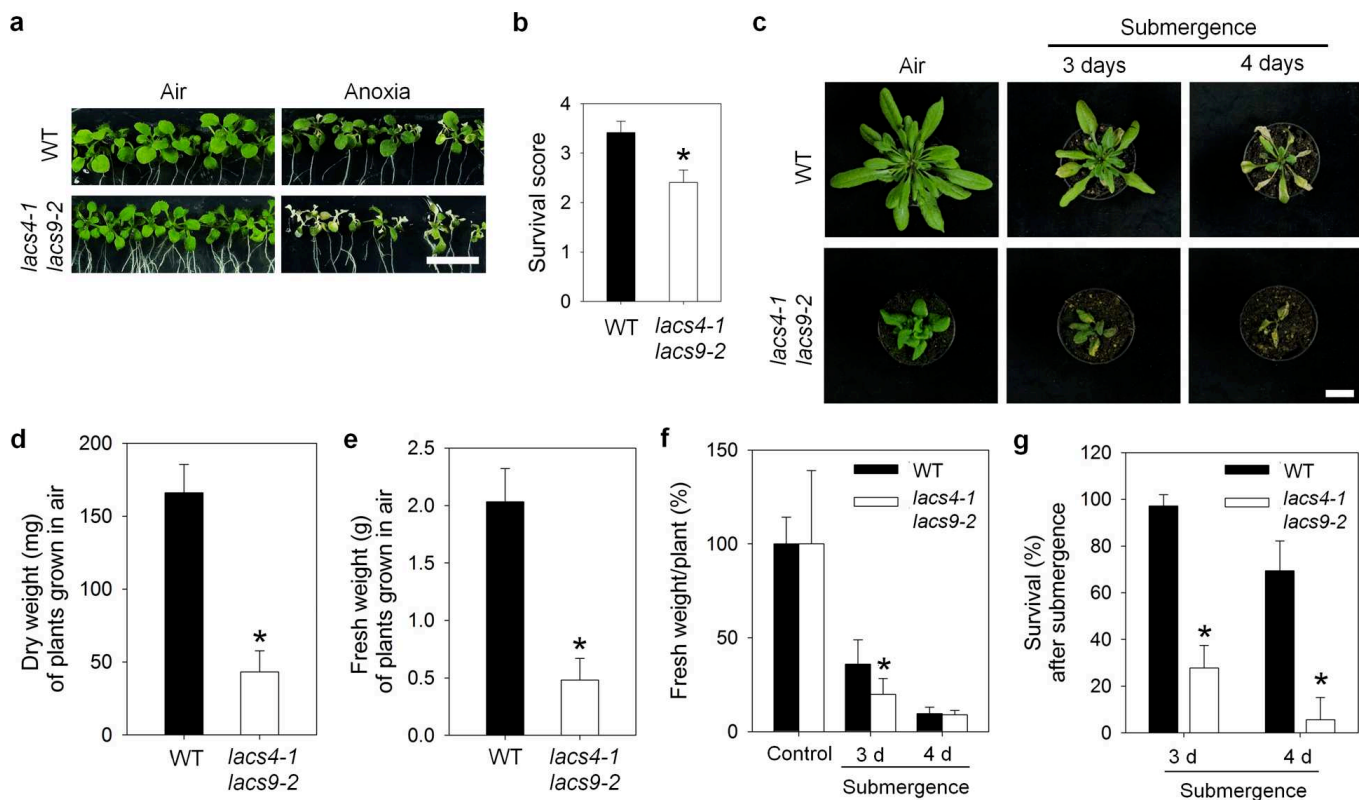 a
Air
Anoxia
WT
lacs4-1
lacs9-2
b
Survival score
4
3
2
1
0
*
WT
lacs4-1
lacs9-2
c
Submergence
Air
3 days
4 days
WT
lacs4-1
lacs9-2
d
Dry weight (mg)
of plants grown in air
200
150
100
50
0
*
WT
lacs4-1
lacs9-2
e
Fresh weight (g)
of plants grown in air
2.5
2.0
1.5
1.0
0.5
0.0
*
WT
lacs4-1
lacs9-2
f
Fresh weight/plant (%)
150
100
50
0
WT
lacs4-1
lacs9-2
*
Control
3 d
4 d
Submergence
g
Survival (%)
after submergence
120
100
80
60
40
20
0
WT
lacs4-1
lacs9-2
*
*
3 d
4 d
Submergence